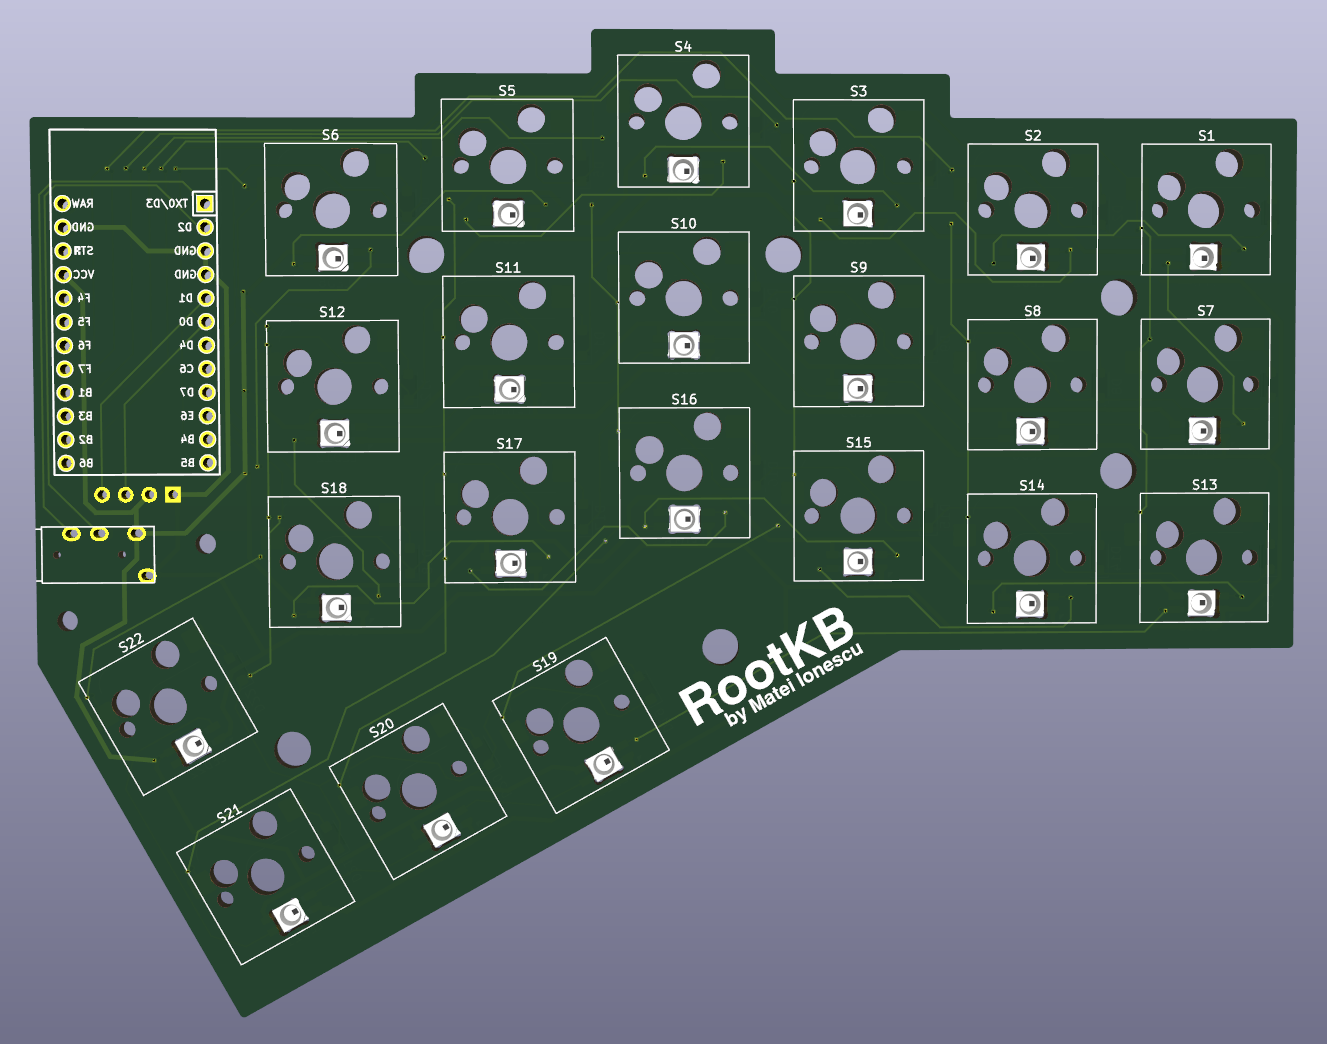 S4
S5
S3
S6
S2
S1
RAW
TX0/D3
GND
D2
STR
GND
VCC
GND
F4
D1
F5
D0
F6
D4
F7
C6
B1
D7
B3
E6
B2
B4
B6
B5
S10
S11
S9
S12
S8
S7
S16
S17
S15
S18
S14
S13
S22
S19
S20
S21
RootKB
by Matei Ionescu